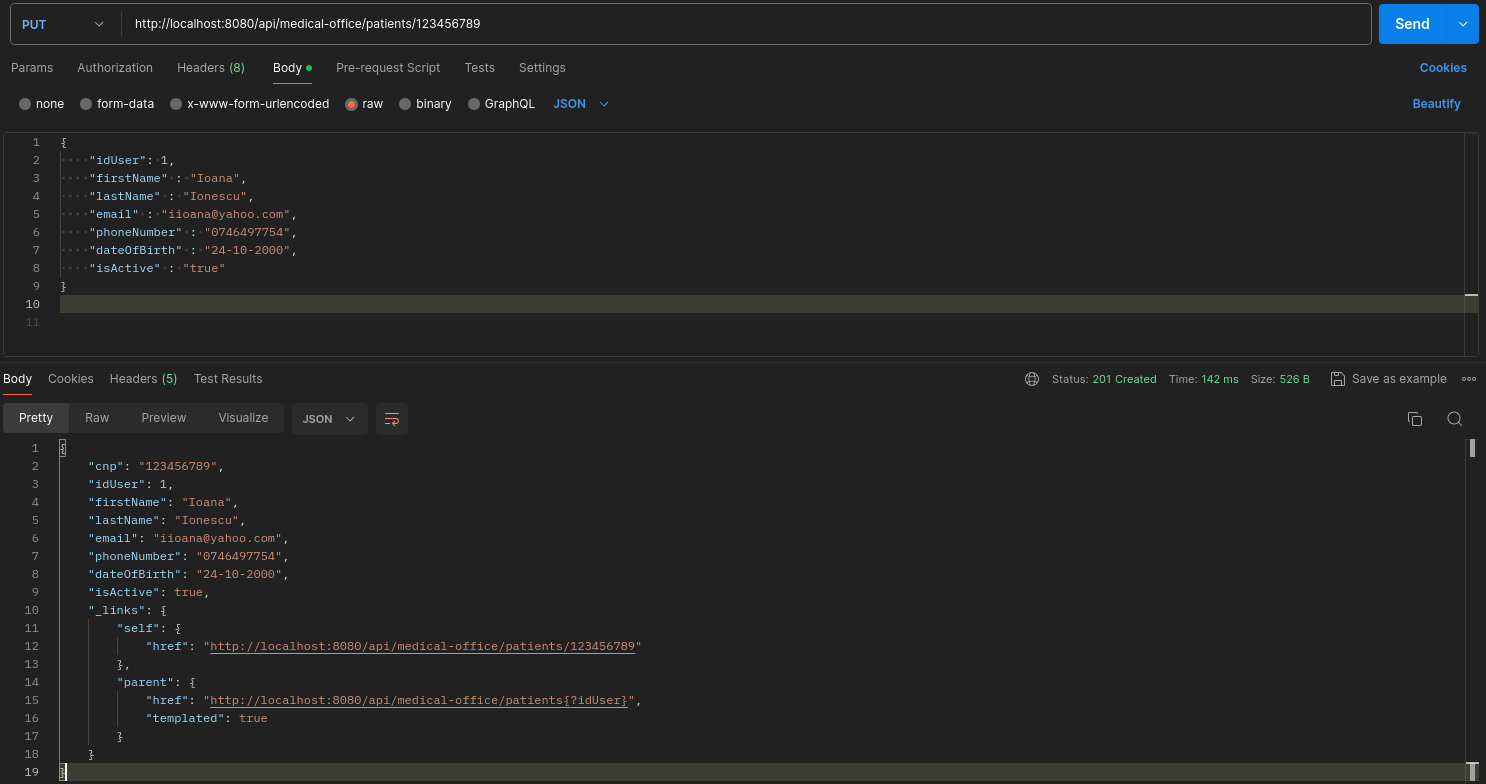 PUT http://localhost:8080/api/medical-office/patients/123456789 Send
Params Authorization Headers (8) Body Pre-request Script Tests Settings Cookies
none form-data x-www-form-urlencoded raw binary GraphQL JSON Beautify
1 {
2 "idUser": 1,
3 "firstName" : "Ioana",
4 "lastName" : "Ionescu",
5 "email" : "iioana@yahoo.com",
6 "phoneNumber" : "0746497754",
7 "dateOfBirth" : "24-10-2000",
8 "isActive" : "true"
9 }
10
11
Body Cookies Headers (5) Test Results Status: 201 Created Time: 142 ms Size: 526 B Save as example
Pretty Raw Preview Visualize JSON
1 {
2 "cnp": "123456789",
3 "idUser": 1,
4 "firstName": "Ioana",
5 "lastName": "Ionescu",
6 "email": "iioana@yahoo.com",
7 "phoneNumber": "0746497754",
8 "dateOfBirth": "24-10-2000",
9 "isActive": true,
10 "_links": {
11 "self": {
12 "href": "http://localhost:8080/api/medical-office/patients/123456789"
13 },
14 "parent": {
15 "href": "http://localhost:8080/api/medical-office/patients{?idUser}",
16 "templated": true
17 }
18 }
19 }